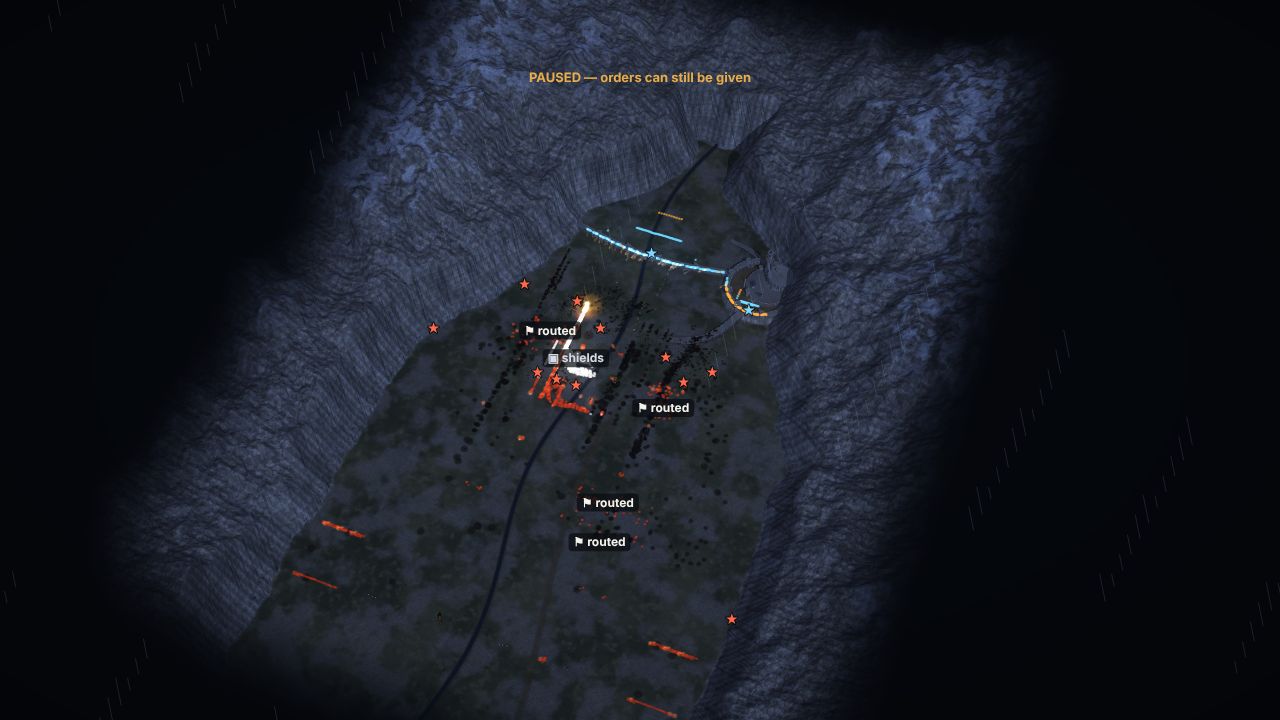 PAUSED — orders can still be given
routed
shields
routed
routed
routed